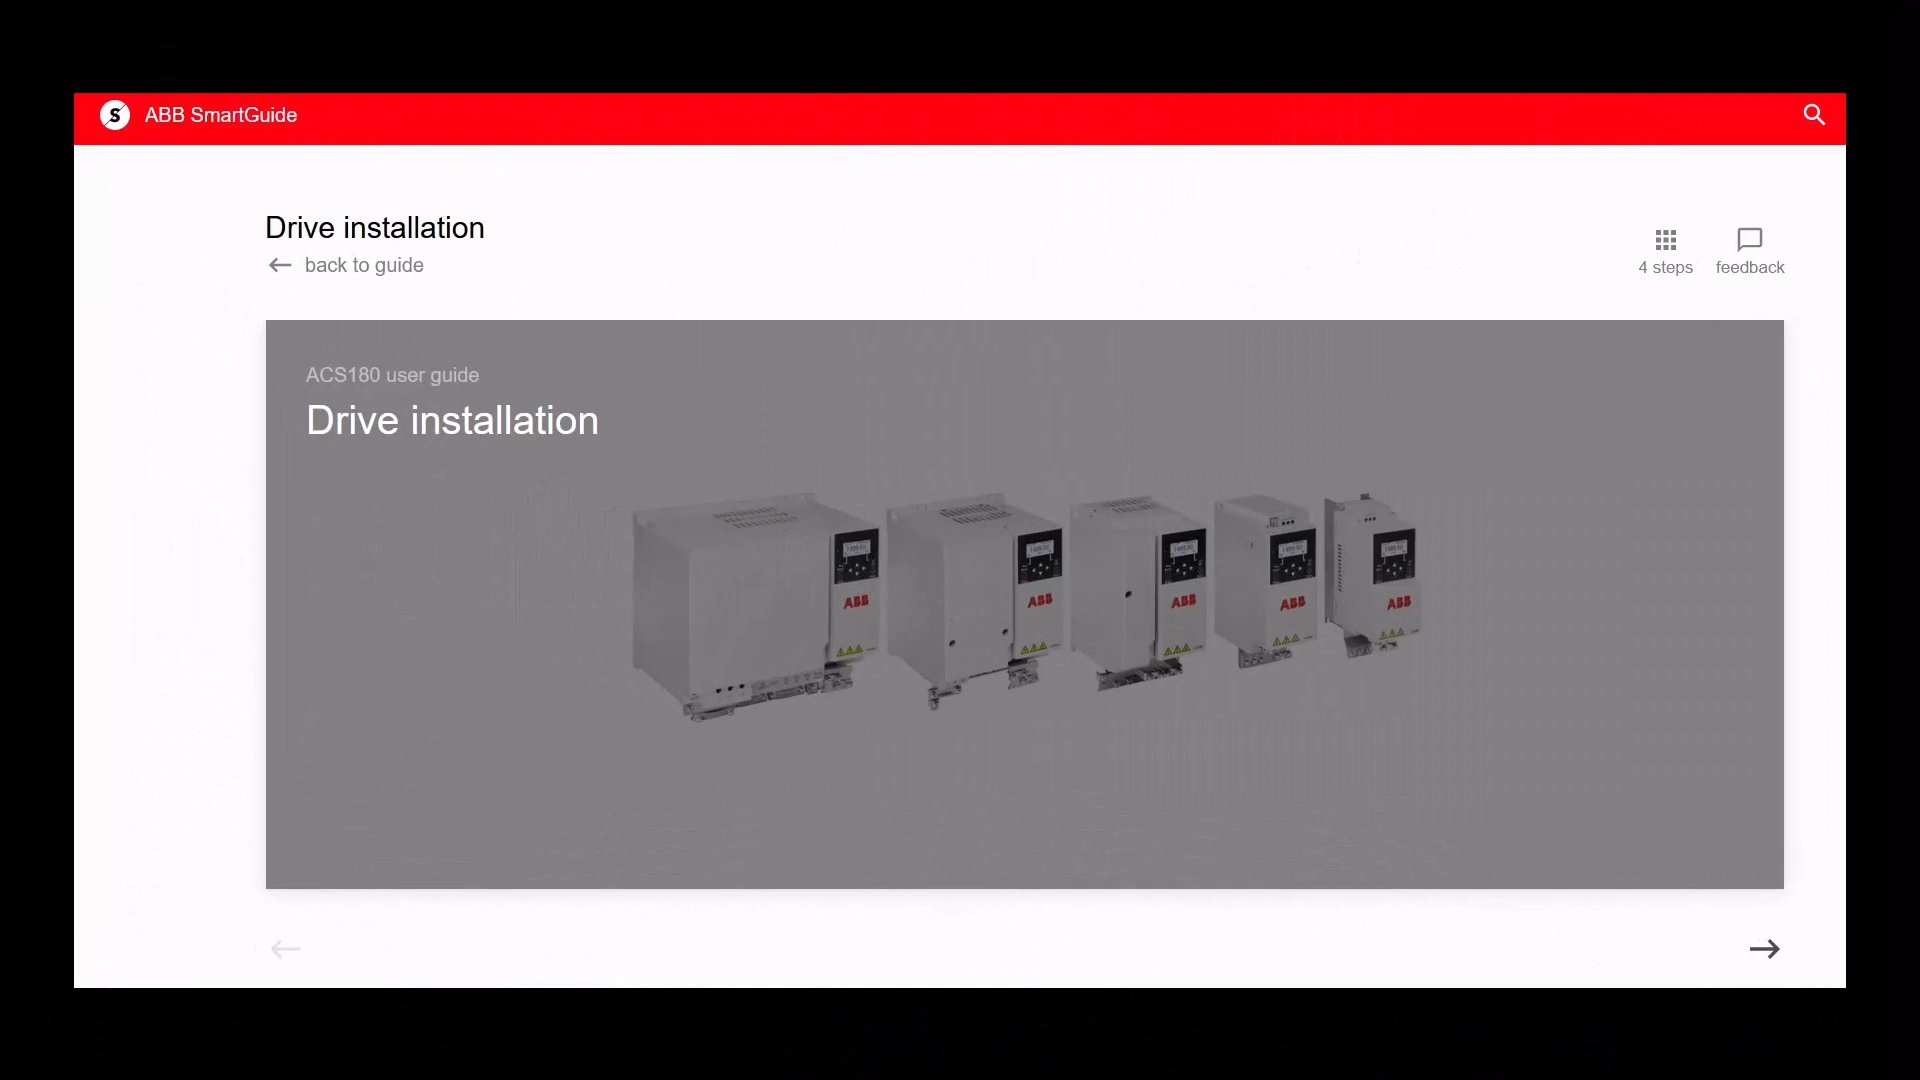 S ABB SmartGuide
Drive installation
back to guide
4 steps
feedback
ACS180 user guide
Drive installation
ABB
ABB
ABB
ABB
ABB